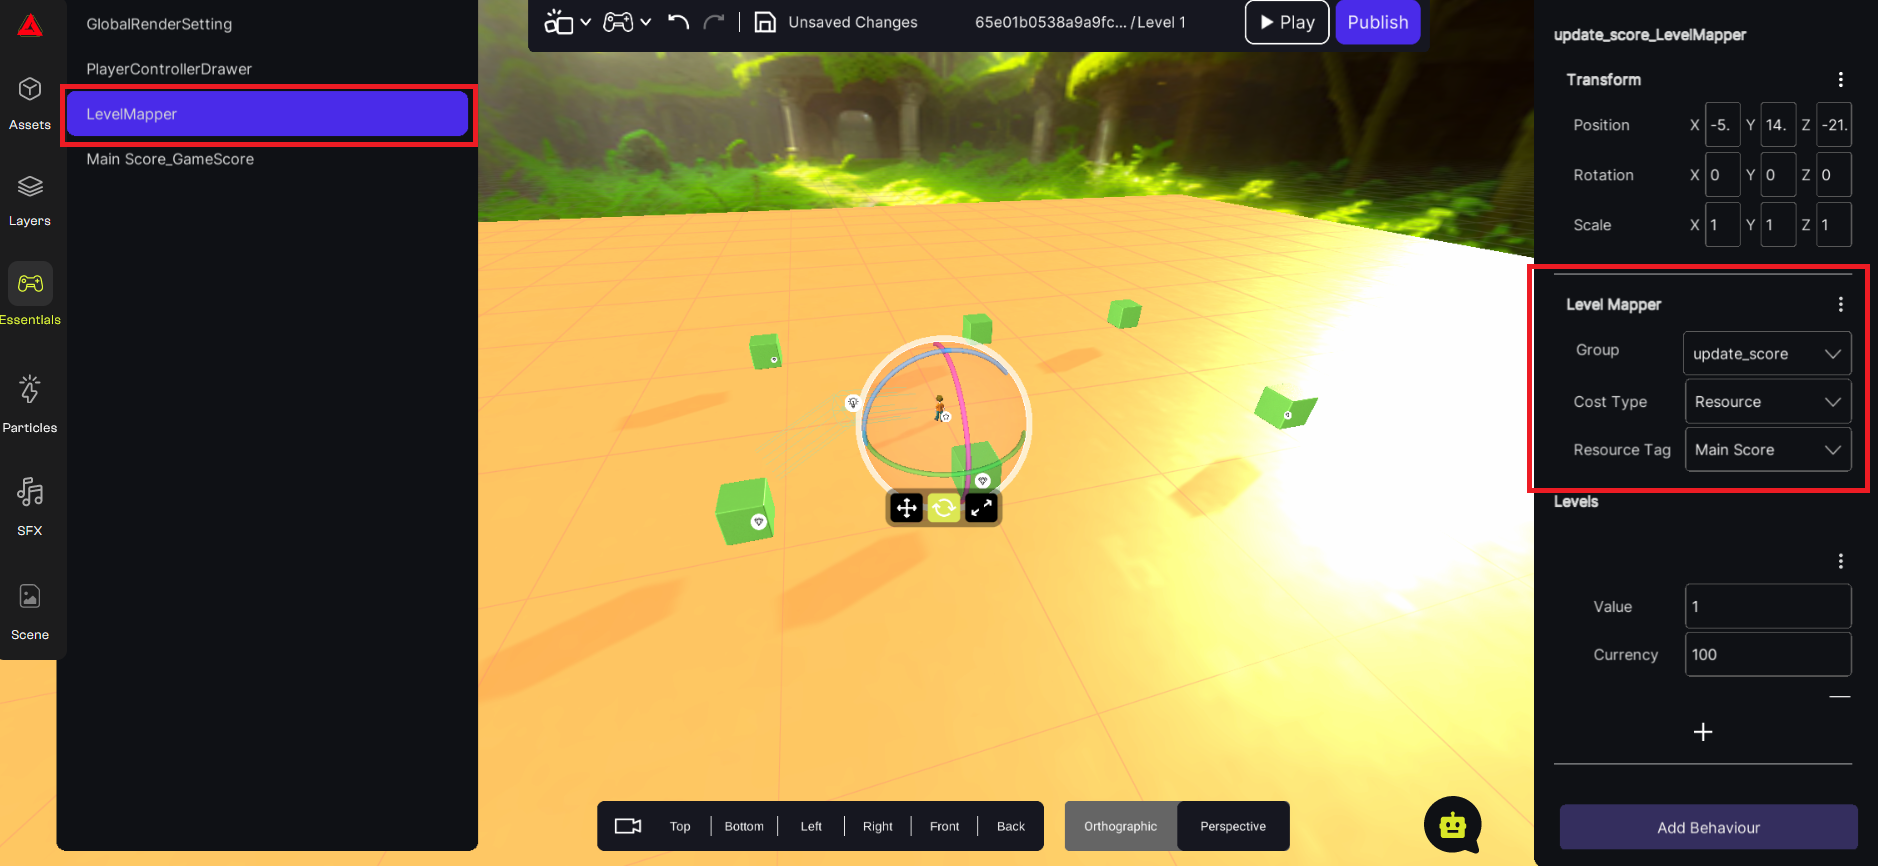 Assets
Layers
Essentials
Particles
SFX
Scene
GlobalRenderSetting
PlayerControllerDrawer
LevelMapper
Main Score_GameScore
Unsaved Changes
65e01b0538a9a9fc... / Level 1
Play
Publish
update_score_LevelMapper
Transform
Position X -5. Y 14. Z -21.
Rotation X 0 Y 0 Z 0
Scale X 1 Y 1 Z 1
Level Mapper
Group update_score
Cost Type Resource
Resource Tag Main Score
Levels
Value 1
Currency 100
Add Behaviour
Top Bottom Left Right Front Back
Orthographic Perspective